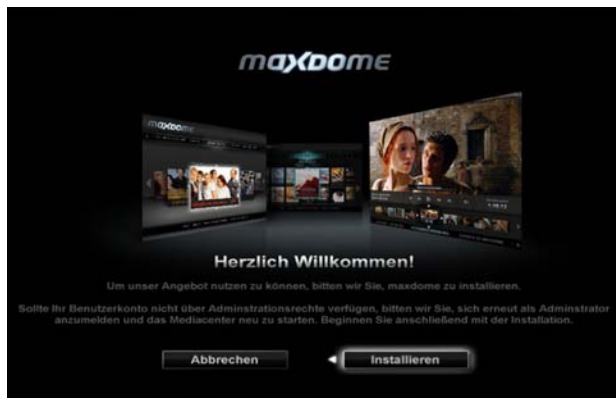 maxdome
maxdome
Herzlich Willkommen!
Um unser Angebot nutzen zu können, bitten wir Sie, maxdome zu installieren.
Sollte Ihr Benutzerkonto nicht über Adminstrationsrechte verfügen, bitten wir Sie, sich erneut als Adminstrator
anzumelden und das Mediacenter neu zu starten. Beginnen Sie anschließend mit der Installation.
Abbrechen Installieren